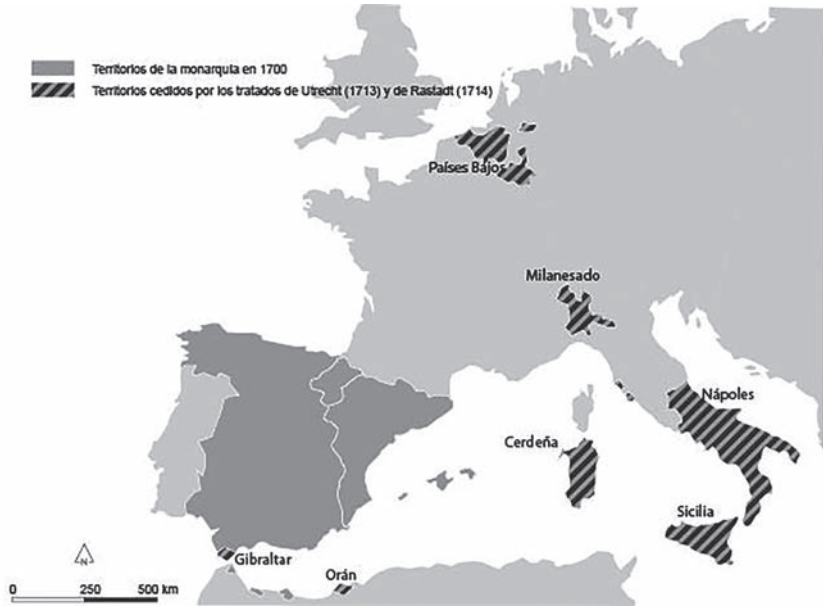 Territorios de la monarquía en 1700
Territorios cedidos por los tratados de Utrecht (1713) y de Rastadt (1714)
Países Bajos
Milanesado
Nápoles
Cerdeña
Sicilia
Gibraltar
Orán
N
0 250 500 km